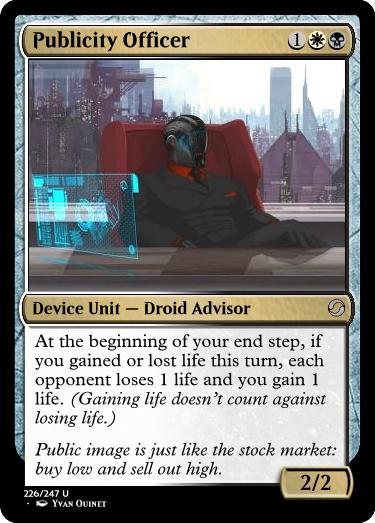 Publicity Officer 1
Device Unit — Droid Advisor
At the beginning of your end step, if
you gained or lost life this turn, each
opponent loses 1 life and you gain 1
life. (Gaining life doesn't count against
losing life.)
Public image is just like the stock market:
buy low and sell out high.
2/2
226/247 U
· Yvan Quinet